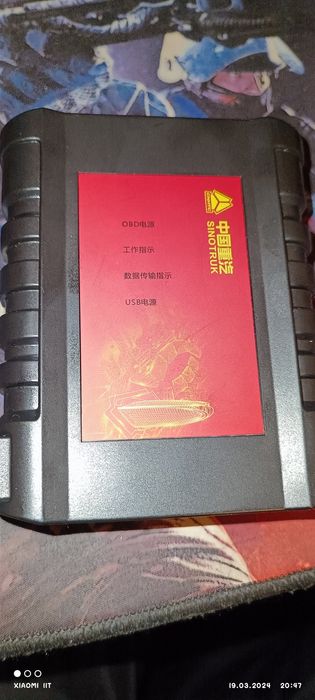 中国重汽
SINOTRUK
OBD电源
工作指示
数据传输指示
USB电源
XIAOMI 11T
19.03.2024 20:47